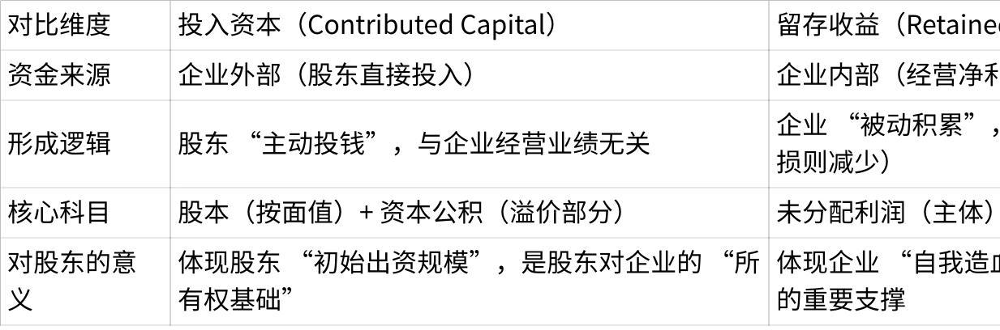 对比维度 投入资本（Contributed Capital） 留存收益（Retaine
资金来源 企业外部（股东直接投入） 企业内部（经营净利
形成逻辑 股东 “主动投钱”，与企业经营业绩无关 企业 “被动积累”，
损则减少）
核心科目 股本（按面值）+ 资本公积（溢价部分） 未分配利润（主体）
对股东的意 体现股东 “初始出资规模”，是股东对企业的 “所 体现企业 “自我造血
义 有权基础” 的重要支撑